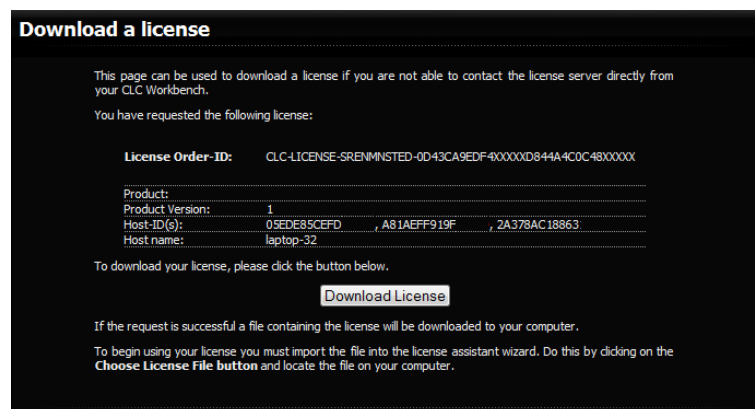 Download a license
This page can be used to download a license if you are not able to contact the license server directly from
your CLC Workbench.
You have requested the following license:
License Order-ID: CLC-LICENSE-SRENMNSTED-0D43CA9EDF4XXXXXD844A4C0C48XXXXX
Product:
Product Version: 1
Host-ID(s): 05EDE85CEFD , A81AEFF919F , 2A378AC18863
Host name: laptop-32
To download your license, please click the button below.
Download License
If the request is successful a file containing the license will be downloaded to your computer.
To begin using your license you must import the file into the license assistant wizard. Do this by clicking on the
Choose License File button and locate the file on your computer.